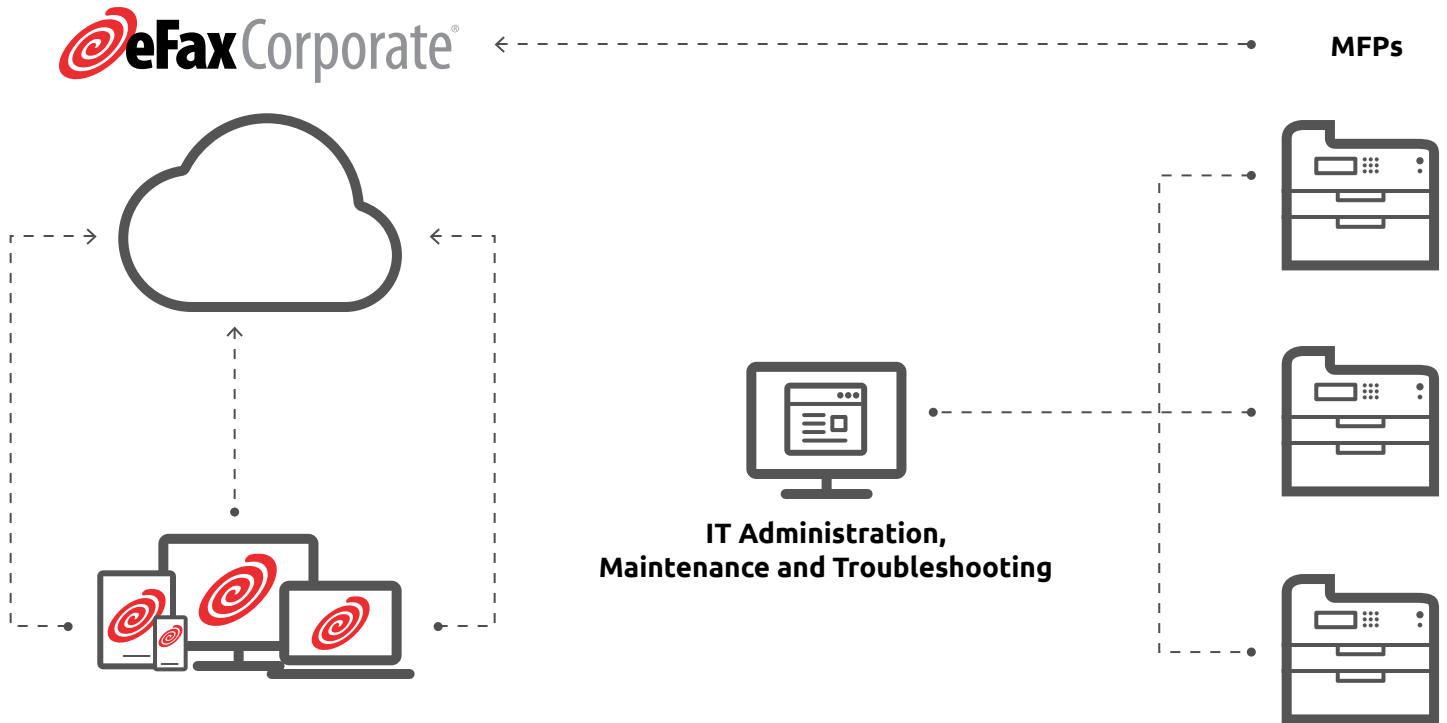 eFax Corporate®
MFPs
IT Administration,
Maintenance and Troubleshooting